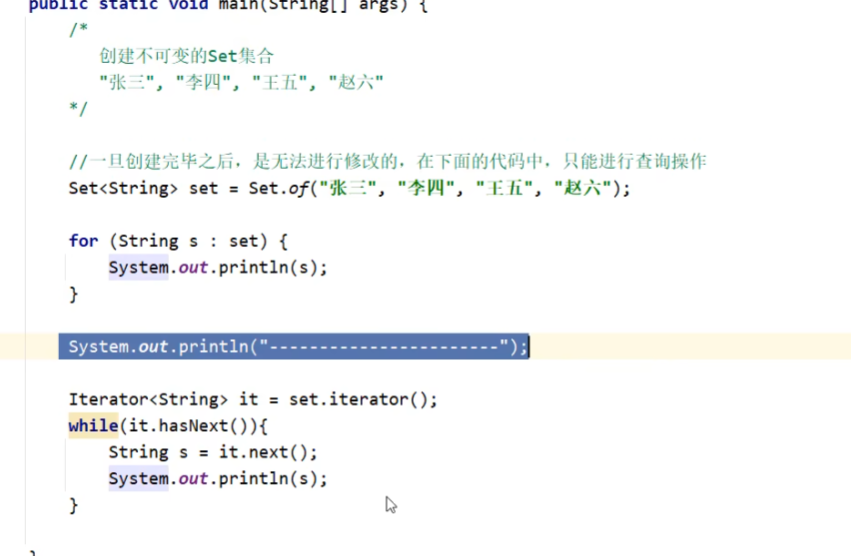 public static void main(String[] args) {
/*
创建不可变的Set集合
"张三", "李四", "王五", "赵六"
*/
//一旦创建完毕之后，是无法进行修改的，在下面的代码中，只能进行查询操作
Set<String> set = Set.of("张三", "李四", "王五", "赵六");
for (String s : set) {
System.out.println(s);
}
System.out.println("-----------------------");
Iterator<String> it = set.iterator();
while(it.hasNext()){
String s = it.next();
System.out.println(s);
}
}